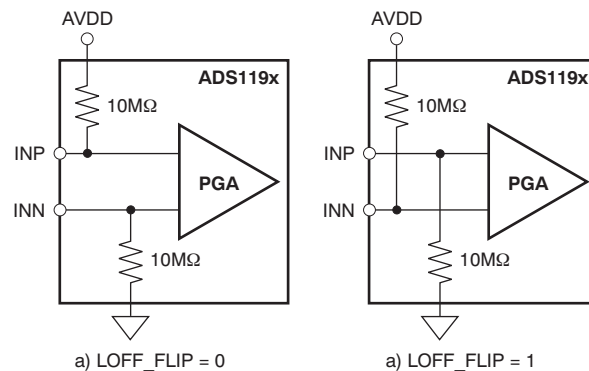 AVDD
ADS119x
10MΩ
INP
PGA
INN
10MΩ
a) LOFF_FLIP = 0
AVDD
ADS119x
10MΩ
INP
PGA
INN
10MΩ
a) LOFF_FLIP = 1